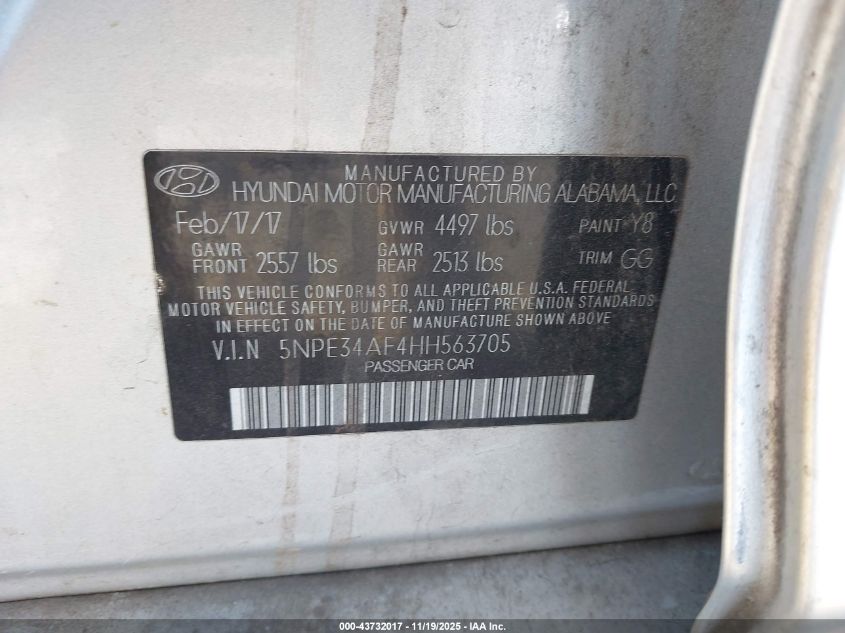 MANUFACTURED BY
HYUNDAI MOTOR MANUFACTURING ALABAMA, LLC
Feb/17/17 GVWR 4497 lbs PAINT Y8
GAWR FRONT 2557 lbs GAWR REAR 2513 lbs TRIM GG
THIS VEHICLE CONFORMS TO ALL APPLICABLE U.S.A. FEDERAL
MOTOR VEHICLE SAFETY, BUMPER, AND THEFT PREVENTION STANDARDS
IN EFFECT ON THE DATE OF MANUFACTURE SHOWN ABOVE.
V.I.N 5NPE34AF4HH563705
PASSENGER CAR
000-43732017 - 11/19/2025 - IAA Inc.